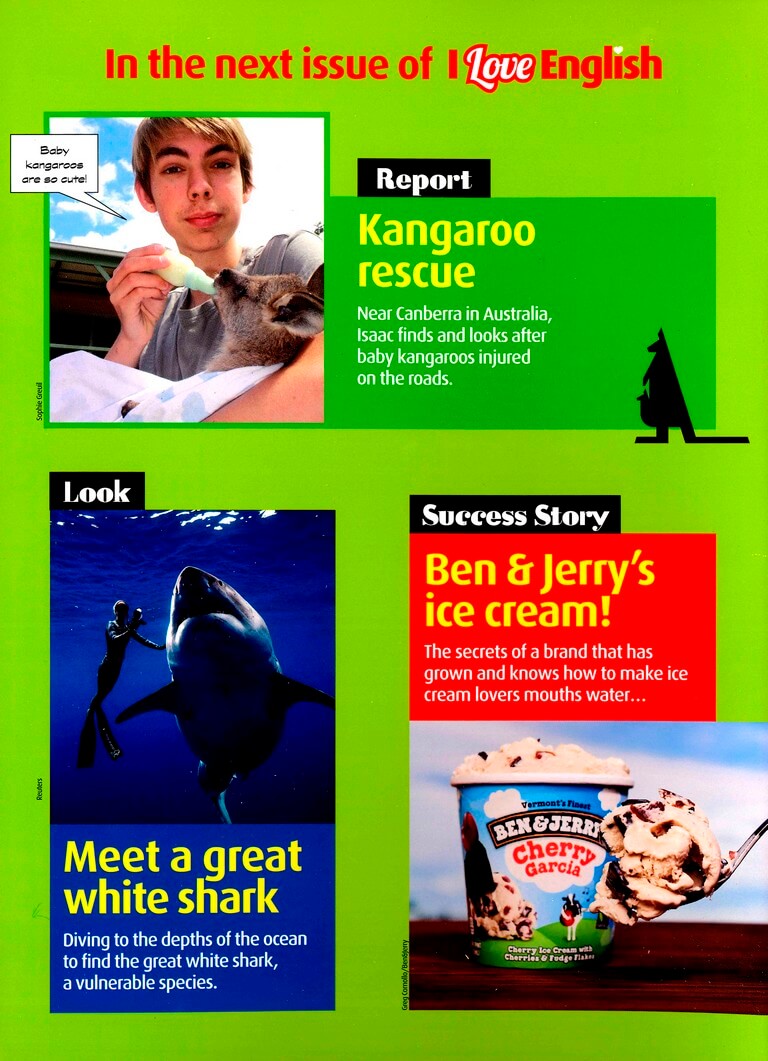 In the next issue of I Love English
Baby
kangaroos
are so cute!
Report
Kangaroo
rescue
Near Canberra in Australia,
Isaac finds and looks after
baby kangaroos injured
on the roads.
Sophie Greuil
Look
Reuters
Meet a great
white shark
Diving to the depths of the ocean
to find the great white shark,
a vulnerable species.
Success Story
Ben & Jerry's
ice cream!
The secrets of a brand that has
grown and knows how to make ice
cream lovers mouths water...
Vermont's Finest
BEN & JERRY
Cherry
Garcia
Cherry Ice Cream with
Cherries & Fudge Flakes